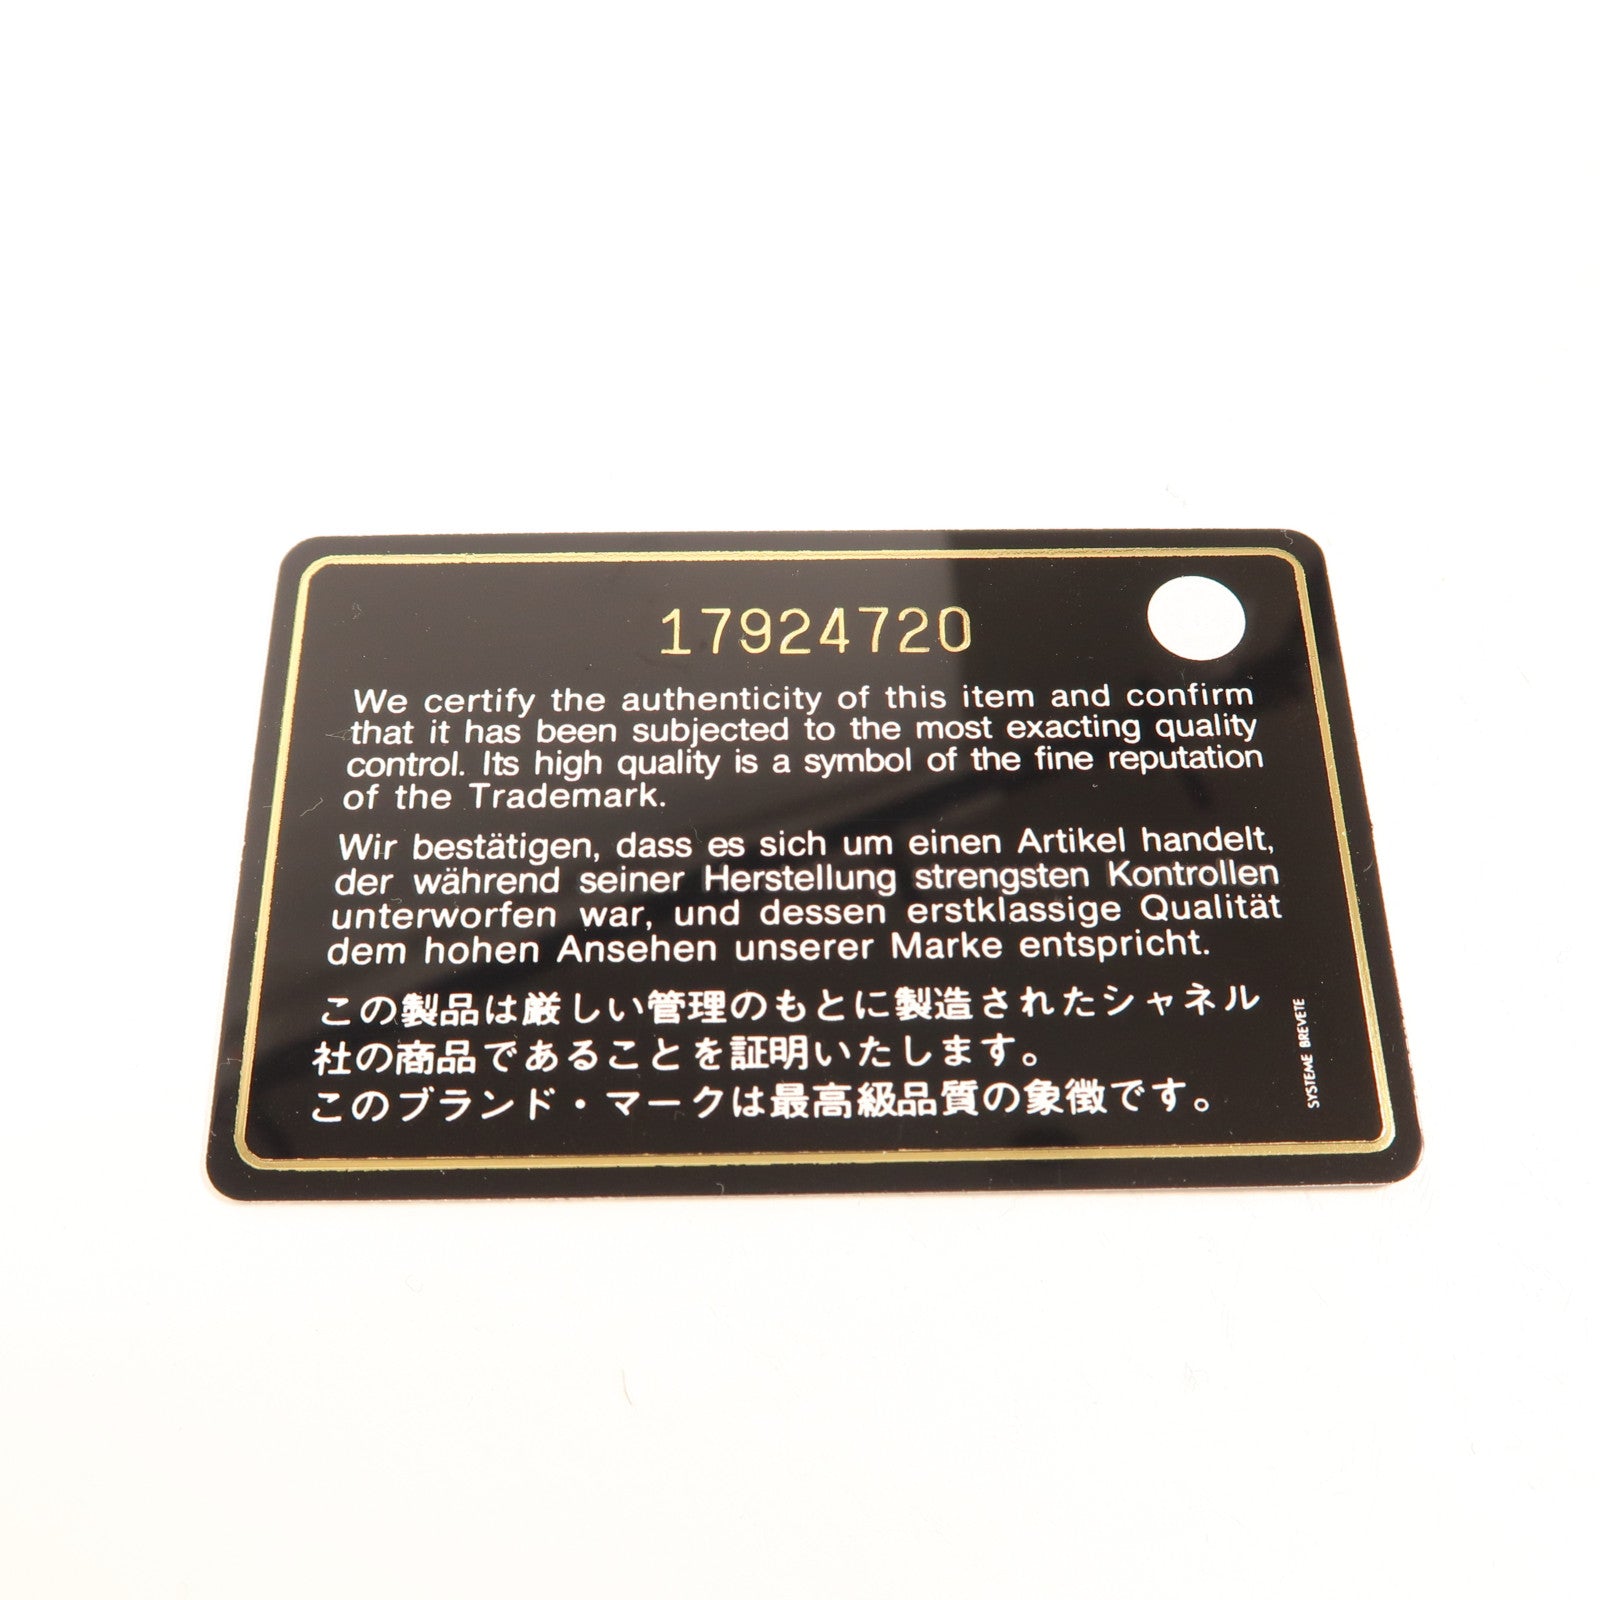 17924720
We certify the authenticity of this item and confirm
that it has been subjected to the most exacting quality
control. Its high quality is a symbol of the fine reputation
of the Trademark.
Wir bestätigen, dass es sich um einen Artikel handelt,
der während seiner Herstellung strengsten Kontrollen
unterworfen war, und dessen erstklassige Qualität
dem hohen Ansehen unserer Marke entspricht.
この製品は厳しい管理のもとに製造されたシャネル
社の商品であることを証明いたします。
このブランド・マークは最高級品質の象徴です。
SYSTEME BREVETE